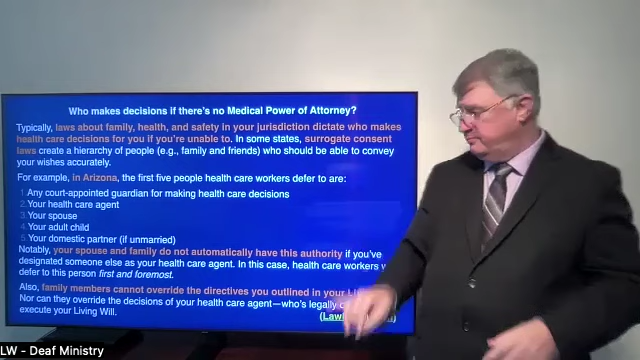 Who makes decisions if there's no Medical Power of Attorney?
Typically, laws about family, health, and safety in your jurisdiction dictate who makes
health care decisions for you if you're unable to. In some states, surrogate consent
laws create a hierarchy of people (e.g., family and friends) who should be able to convey
your wishes accurately.
For example, in Arizona, the first five people health care workers defer to are:
1. Any court-appointed guardian for making health care decisions
2. Your health care agent
3. Your spouse
4. Your adult child
5. Your domestic partner (if unmarried)
Notably, your spouse and family do not automatically have this authority if you've
designated someone else as your health care agent. In this case, health care workers
defer to this person first and foremost.
Also, family members cannot override the directives you outlined in your
Nor can they override the decisions of your health care agent—who's legally
execute your Living Will.
LW - Deaf Ministry